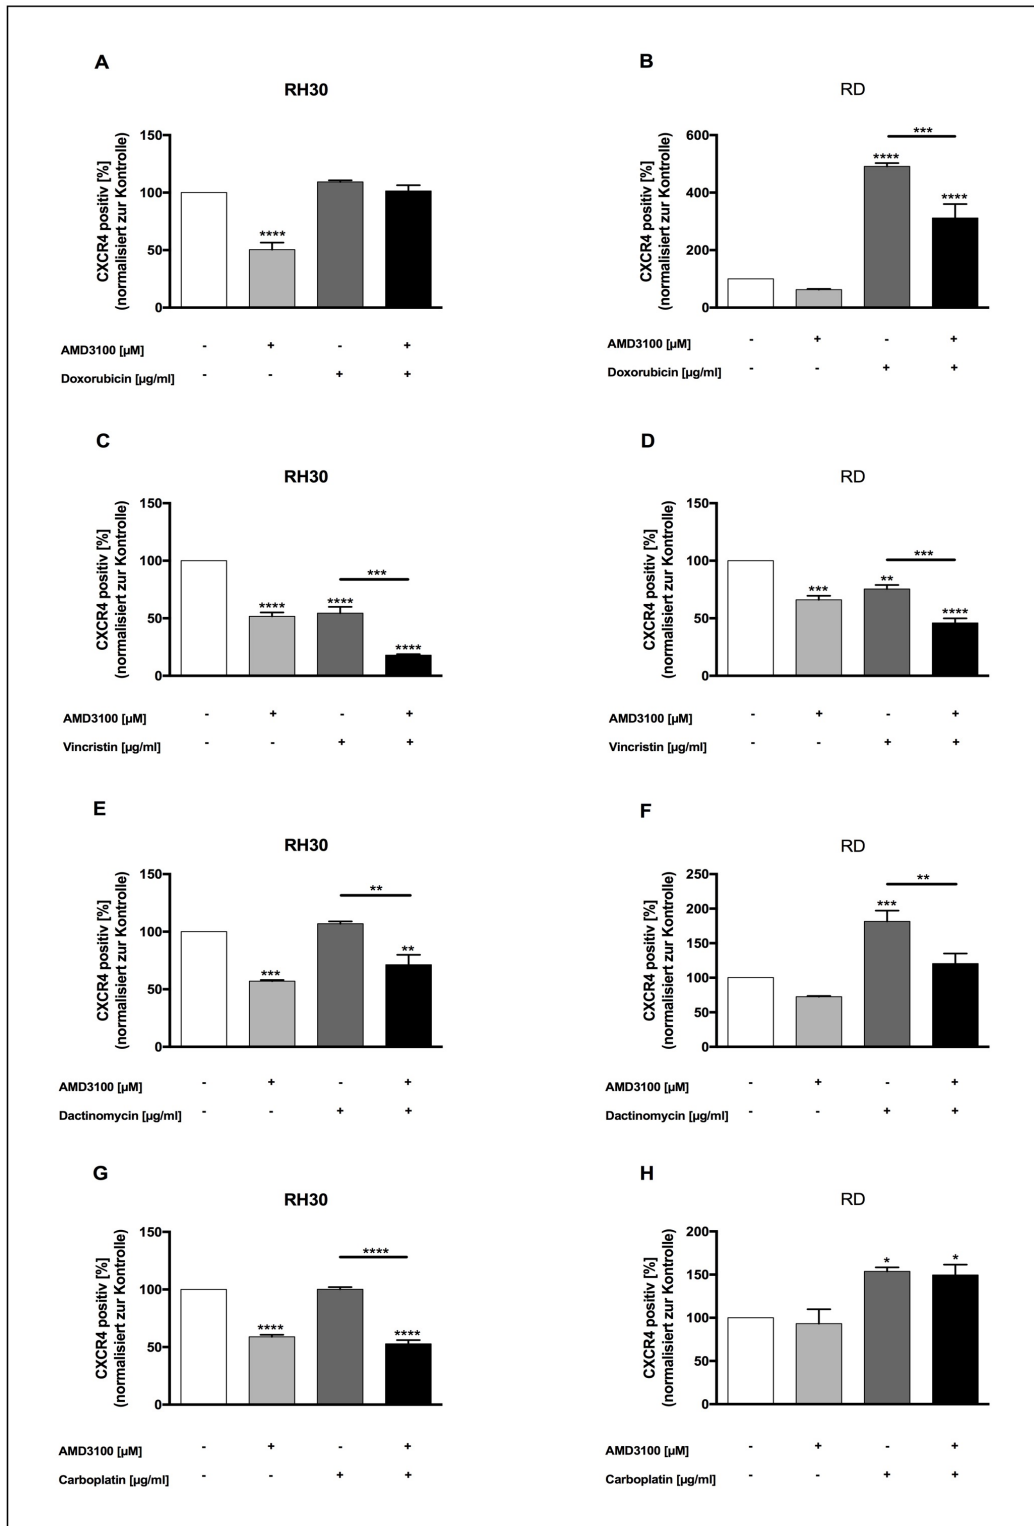 A
RH30
CXCR4 positiv [%]
(normalisiert zur Kontrolle)
150
100
50
0
****
AMD3100 [µM] - + - +
Doxorubicin [µg/ml] - - + +
B
RD
CXCR4 positiv [%]
(normalisiert zur Kontrolle)
600
400
200
0
***
****
****
AMD3100 [µM] - + - +
Doxorubicin [µg/ml] - - + +
C
RH30
CXCR4 positiv [%]
(normalisiert zur Kontrolle)
150
100
50
0
***
**** ****
****
AMD3100 [µM] - + - +
Vincristin [µg/ml] - - + +
D
RD
CXCR4 positiv [%]
(normalisiert zur Kontrolle)
150
100
50
0
***
*** **
****
AMD3100 [µM] - + - +
Vincristin [µg/ml] - - + +
E
RH30
CXCR4 positiv [%]
(normalisiert zur Kontrolle)
150
100
50
0
**
*** **
AMD3100 [µM] - + - +
Dactinomycin [µg/ml] - - + +
F
RD
CXCR4 positiv [%]
(normalisiert zur Kontrolle)
250
200
150
100
50
0
**
***
AMD3100 [µM] - + - +
Dactinomycin [µg/ml] - - + +
G
RH30
CXCR4 positiv [%]
(normalisiert zur Kontrolle)
150
100
50
0
****
**** ****
AMD3100 [µM] - + - +
Carboplatin [µg/ml] - - + +
H
RD
CXCR4 positiv [%]
(normalisiert zur Kontrolle)
200
150
100
50
0
* *
AMD3100 [µM] - + - +
Carboplatin [µg/ml] - - + +